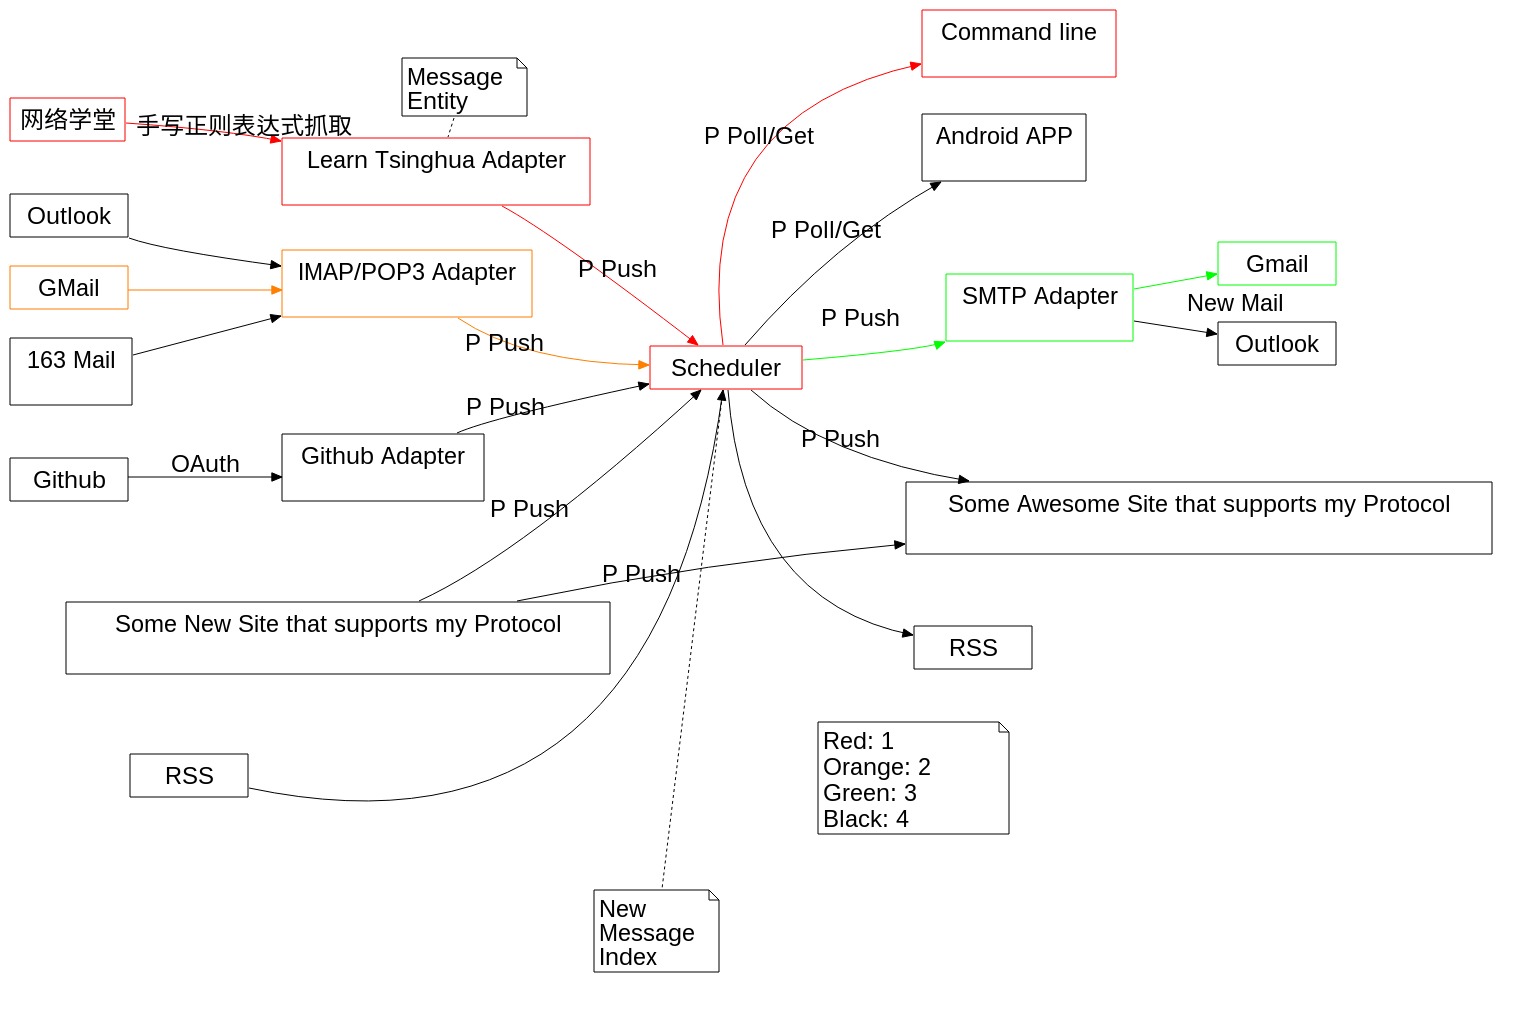 Command line
Message
Entity
网络学堂
手写正则表达式抓取
P Poll/Get
Android APP
Learn Tsinghua Adapter
Outlook
P Poll/Get
Gmail
IMAP/POP3 Adapter
P Push
GMail
SMTP Adapter
New Mail
P Push
Outlook
P Push
163 Mail
Scheduler
P Push
P Push
Github Adapter
OAuth
Github
Some Awesome Site that supports my Protocol
P Push
P Push
Some New Site that supports my Protocol
RSS
Red: 1
Orange: 2
Green: 3
Black: 4
RSS
New
Message
Index